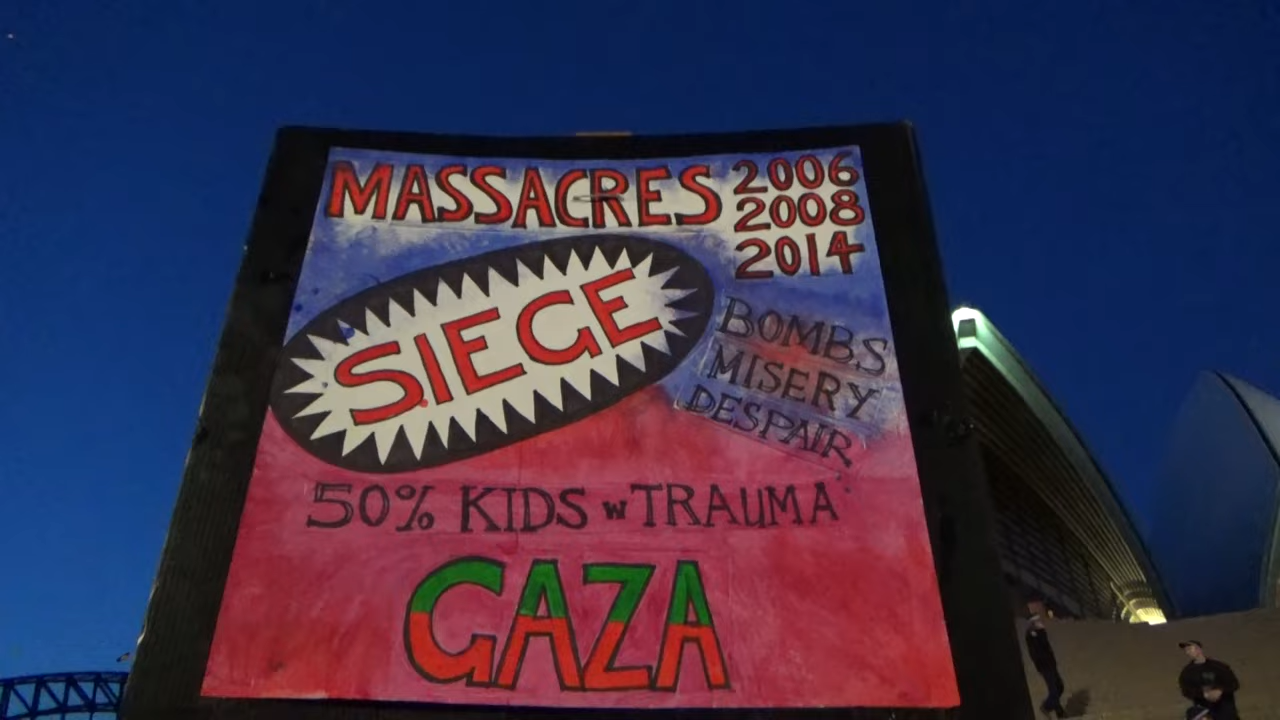 MASSACRES 2006
2008
2014
SIEGE
BOMBS
MISERY
DESPAIR
50% KIDS w TRAUMA
GAZA